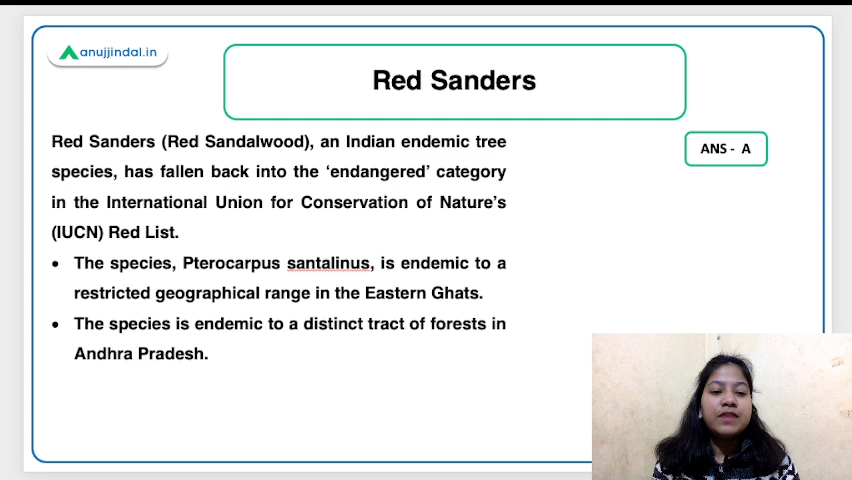 anujjindal.in
Red Sanders
Red Sanders (Red Sandalwood), an Indian endemic tree
species, has fallen back into the ‘endangered’ category
in the International Union for Conservation of Nature’s
(IUCN) Red List.
• The species, Pterocarpus santalinus, is endemic to a
restricted geographical range in the Eastern Ghats.
• The species is endemic to a distinct tract of forests in
Andhra Pradesh.
ANS - A